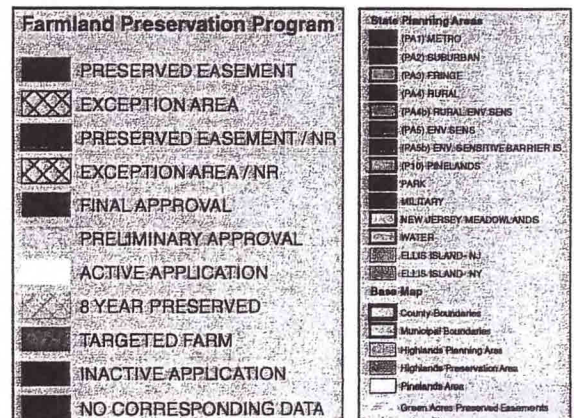 Farmland Preservation Program
PRESERVED EASEMENT
EXCEPTION AREA
PRESERVED EASEMENT / NR
EXCEPTION AREA / NR
FINAL APPROVAL
PRELIMINARY APPROVAL
ACTIVE APPLICATION
8 YEAR PRESERVED
TARGETED FARM
INACTIVE APPLICATION
NO CORRESPONDING DATA
State Planning Areas
(PA1) METRO
(PA2) SUBURBAN
(PA3) FRINGE
(PA4) RURAL
(PA4b) RURAL ENV SENS
(PA5) ENV SENS
(PA5b) ENV. SENSITIVE BARRIER IS
(P10) PINELANDS
PARK
MILITARY
NEW JERSEY MEADOWLANDS
WATER
ELLIS ISLAND- NJ
ELLIS ISLAND- NY
Base Map
County Boundaries
Municipal Boundaries
Highlands Planning Area
Highlands Preservation Area
Pinelands Area
Green Acres Preserved Easements